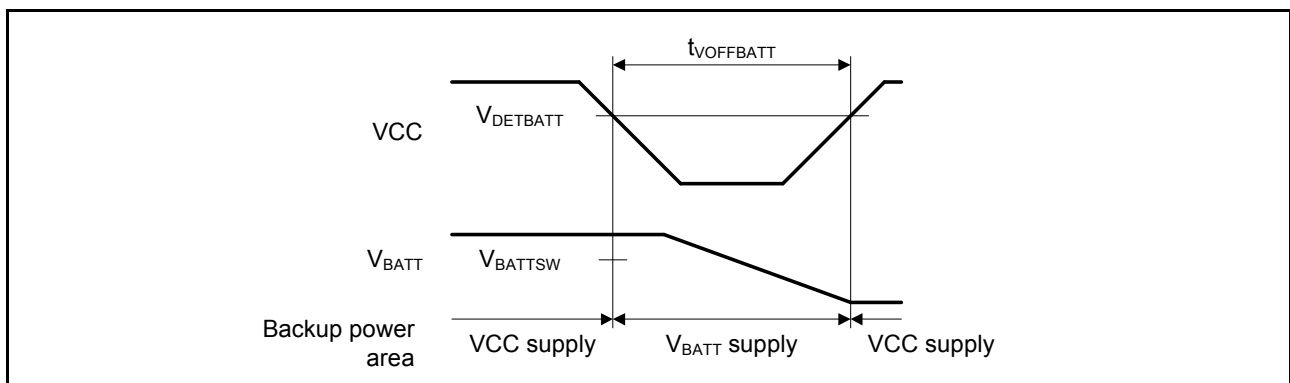 tVOFFBATT
VCC
VDETBATT
VBATT
VBATTSW
Backup power
area
VCC supply
VBATT supply
VCC supply